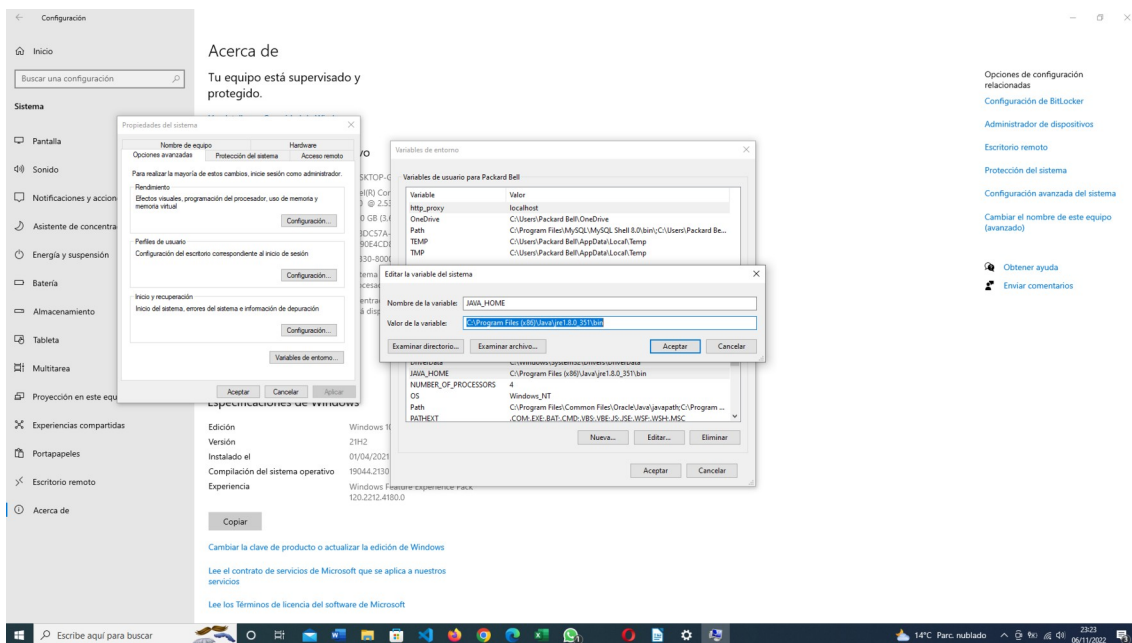 Configuración
Inicio
Buscar una configuración
Sistema
Pantalla
Sonido
Notificaciones y accion
Asistente de concentra
Energía y suspensión
Batería
Almacenamiento
Tableta
Multitarea
Proyección en este equ
Experiencias compartidas
Portapapeles
Escritorio remoto
Acerca de
Acerca de
Tu equipo está supervisado y
protegido.
Propiedades del sistema
Nombre de equipo Hardware
Opciones avanzadas Protección del sistema Acceso remoto
Para realizar la mayoría de estos cambios, inicie sesión como administrador.
Rendimiento
Efectos visuales, programación del procesador, uso de memoria y
memoria virtual
Configuración...
Perfiles de usuario
Configuración del escritorio correspondiente al inicio de sesión
Configuración...
Inicio y recuperación
Inicio del sistema, errores del sistema e información de depuración
Configuración...
Variables de entorno...
Aceptar Cancelar Aplicar
Variables de entorno
Variables de usuario para Packard Bell
Variable Valor
http_proxy localhost
OneDrive C:\Users\Packard Bell\OneDrive
Path C:\Program Files\MySQL\MySQL Shell 8.0\bin\;C:\Users\Packard Be...
TEMP C:\Users\Packard Bell\AppData\Local\Temp
TMP C:\Users\Packard Bell\AppData\Local\Temp
Editar la variable del sistema
Nombre de la variable: JAVA_HOME
Valor de la variable: C:\Program Files (x86)\Java\jre1.8.0_351\bin
Examinar directorio... Examinar archivo... Aceptar Cancelar
DriverData C:\Windows\System32\Drivers\DriverData
JAVA_HOME C:\Program Files (x86)\Java\jre1.8.0_351\bin
NUMBER_OF_PROCESSORS 4
OS Windows_NT
Path C:\Program Files\Common Files\Oracle\Java\javapath;C:\Program ...
PATHEXT .COM;.EXE;.BAT;.CMD;.VBS;.VBE;.JS;.JSE;.WSF;.WSH;.MSC
Nueva... Editar... Eliminar
Aceptar Cancelar
Especificaciones de Windows
Edición Windows 10
Versión 21H2
Instalado el 01/04/2021
Compilación del sistema operativo 19044.2130
Experiencia Windows Feature Experience Pack
120.2212.4180.0
Copiar
Cambiar la clave de producto o actualizar la edición de Windows
Lee el contrato de servicios de Microsoft que se aplica a nuestros
servicios
Lee los Términos de licencia del software de Microsoft
Opciones de configuración
relacionadas
Configuración de BitLocker
Administrador de dispositivos
Escritorio remoto
Protección del sistema
Configuración avanzada del sistema
Cambiar el nombre de este equipo
(avanzado)
Obtener ayuda
Enviar comentarios
Escribe aquí para buscar
14°C Parc. nublado
23:23
06/11/2022